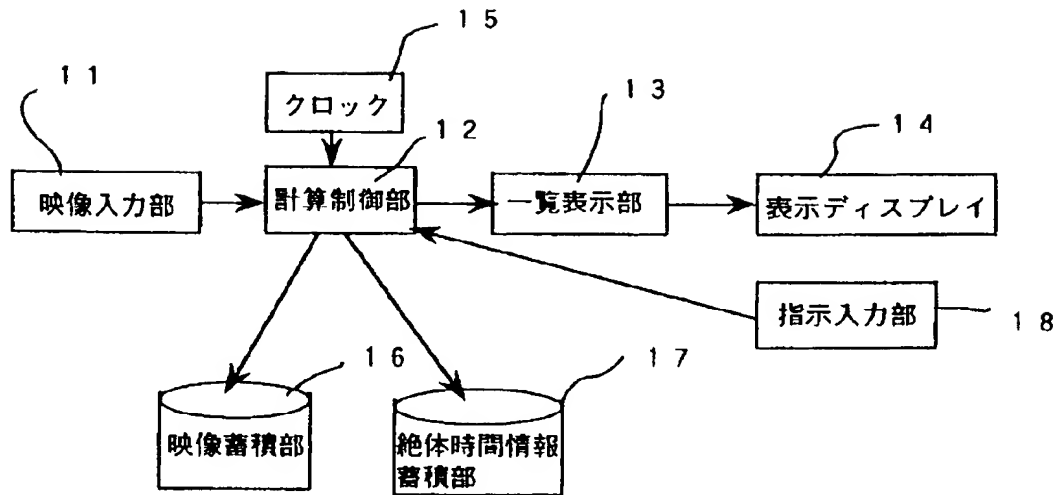 15
11
クロック
12
13
14
映像入力部
計算制御部
一覧表示部
表示ディスプレイ
指示入力部
18
16
17
映像蓄積部
絶体時間情報
蓄積部